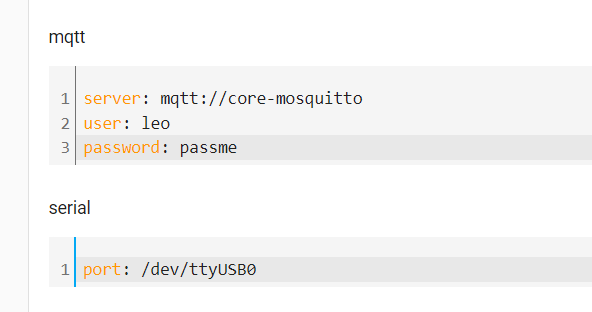 mqtt
1 server: mqtt://core-mosquitto
2 user: leo
3 password: passme
serial
1 port: /dev/ttyUSB0